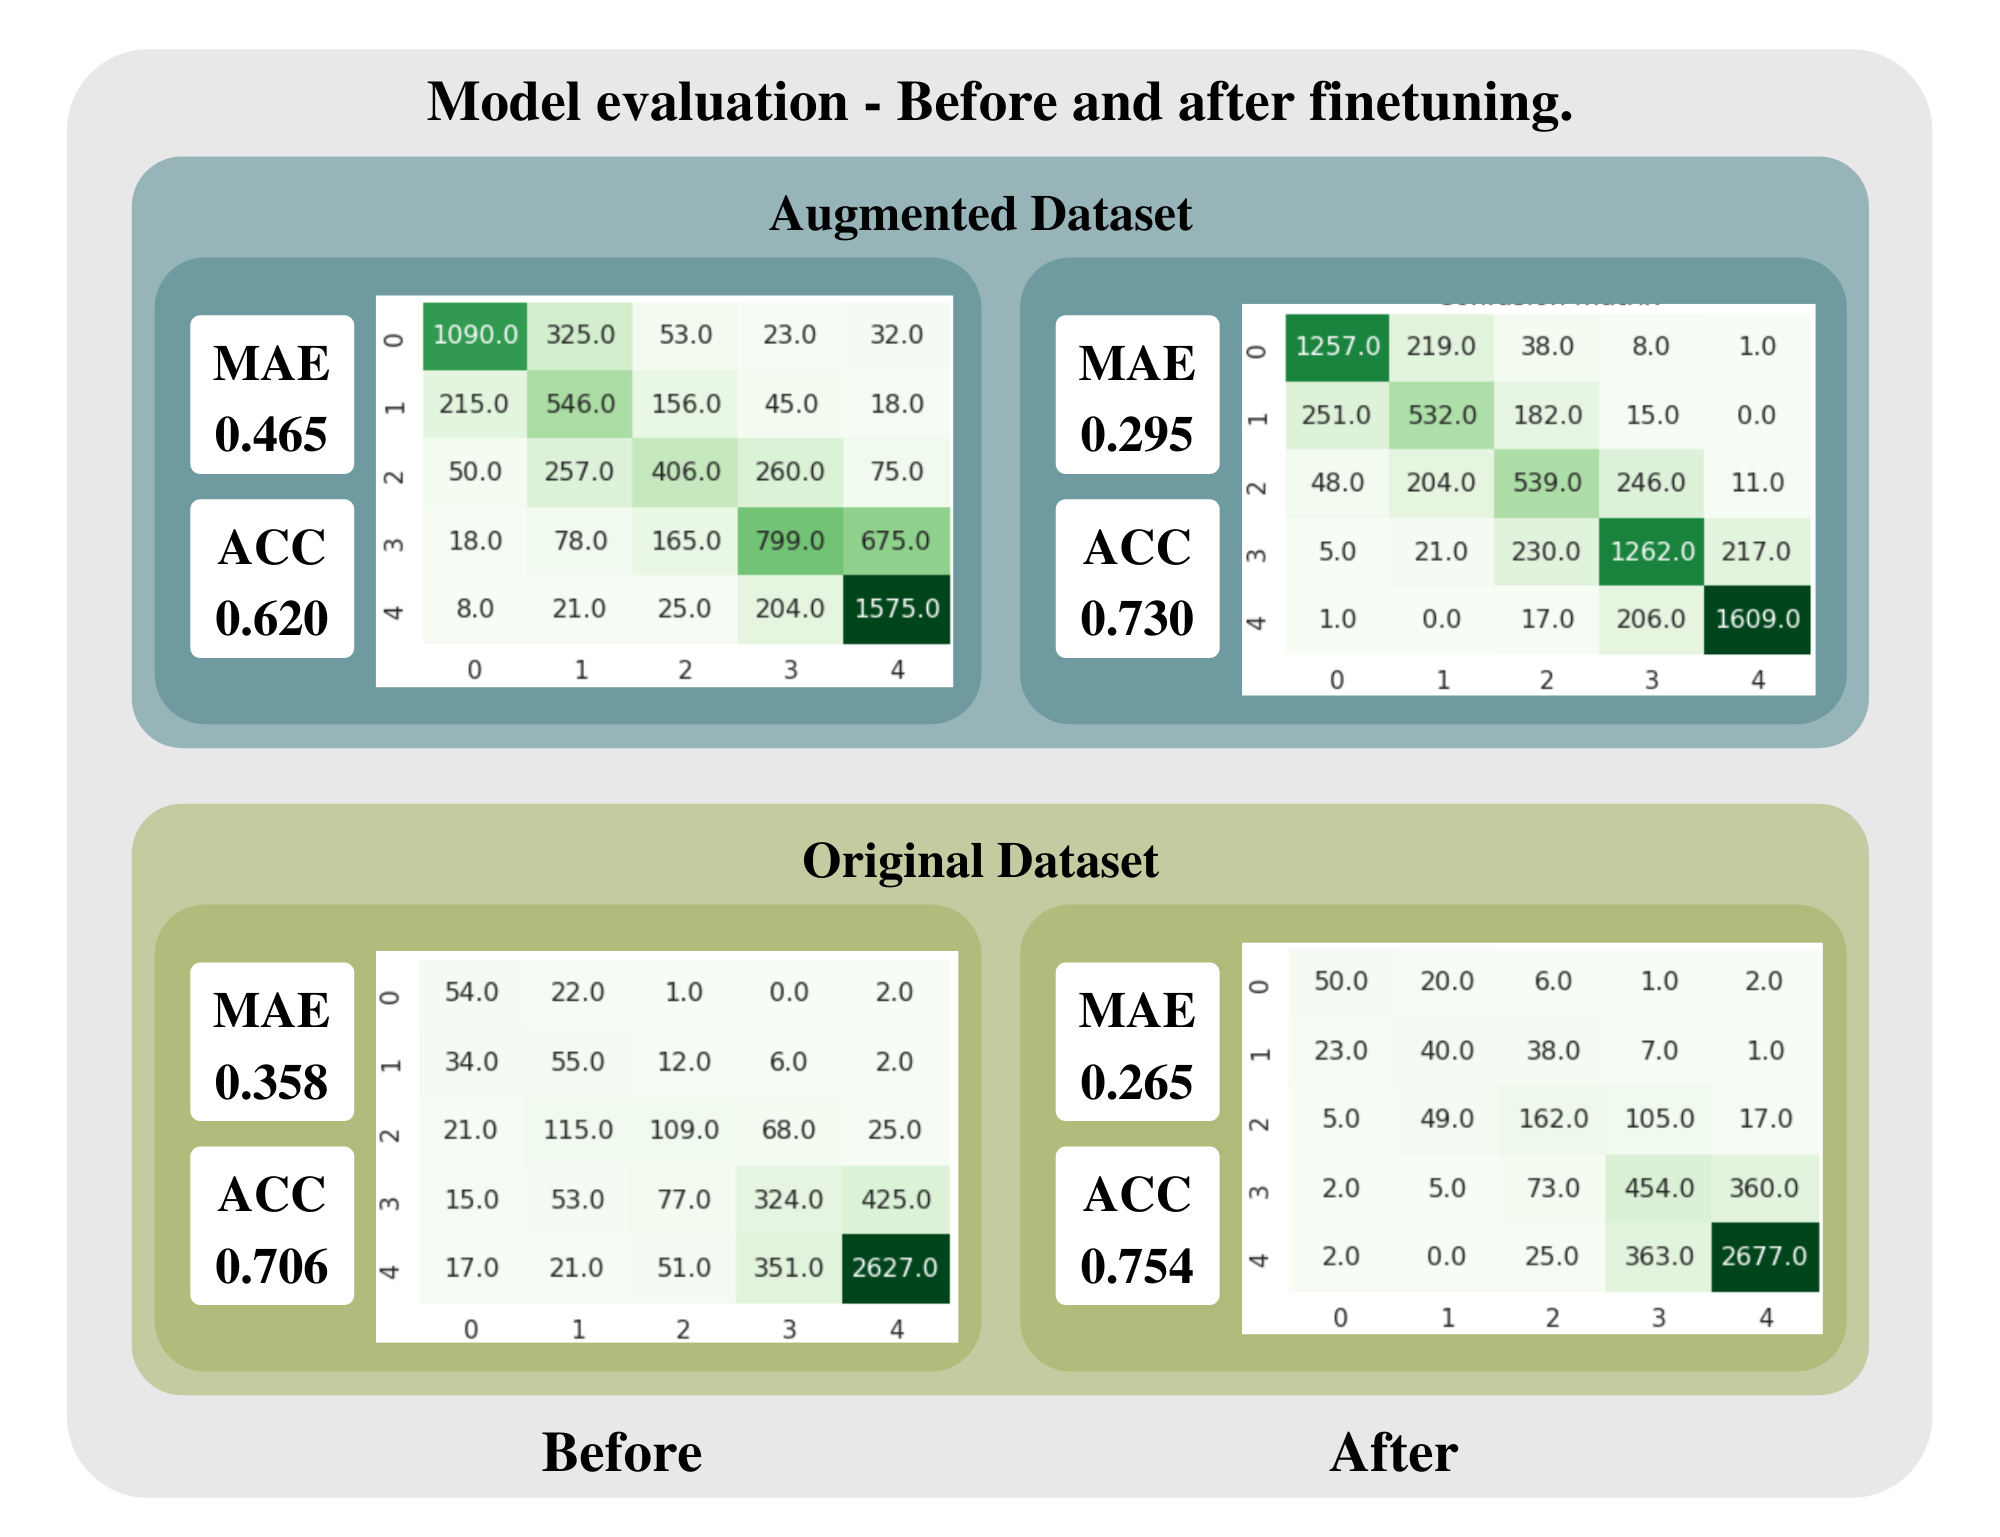 Model evaluation - Before and after finetuning.
Augmented Dataset
MAE
0.465
ACC
0.620
0 1090.0 325.0 53.0 23.0 32.0
1 215.0 546.0 156.0 45.0 18.0
2 50.0 257.0 406.0 260.0 75.0
3 18.0 78.0 165.0 799.0 675.0
4 8.0 21.0 25.0 204.0 1575.0
0 1 2 3 4
MAE
0.295
ACC
0.730
0 1257.0 219.0 38.0 8.0 1.0
1 251.0 532.0 182.0 15.0 0.0
2 48.0 204.0 539.0 246.0 11.0
3 5.0 21.0 230.0 1262.0 217.0
4 1.0 0.0 17.0 206.0 1609.0
0 1 2 3 4
Original Dataset
MAE
0.358
ACC
0.706
0 54.0 22.0 1.0 0.0 2.0
1 34.0 55.0 12.0 6.0 2.0
2 21.0 115.0 109.0 68.0 25.0
3 15.0 53.0 77.0 324.0 425.0
4 17.0 21.0 51.0 351.0 2627.0
0 1 2 3 4
MAE
0.265
ACC
0.754
0 50.0 20.0 6.0 1.0 2.0
1 23.0 40.0 38.0 7.0 1.0
2 5.0 49.0 162.0 105.0 17.0
3 2.0 5.0 73.0 454.0 360.0
4 2.0 0.0 25.0 363.0 2677.0
0 1 2 3 4
Before
After